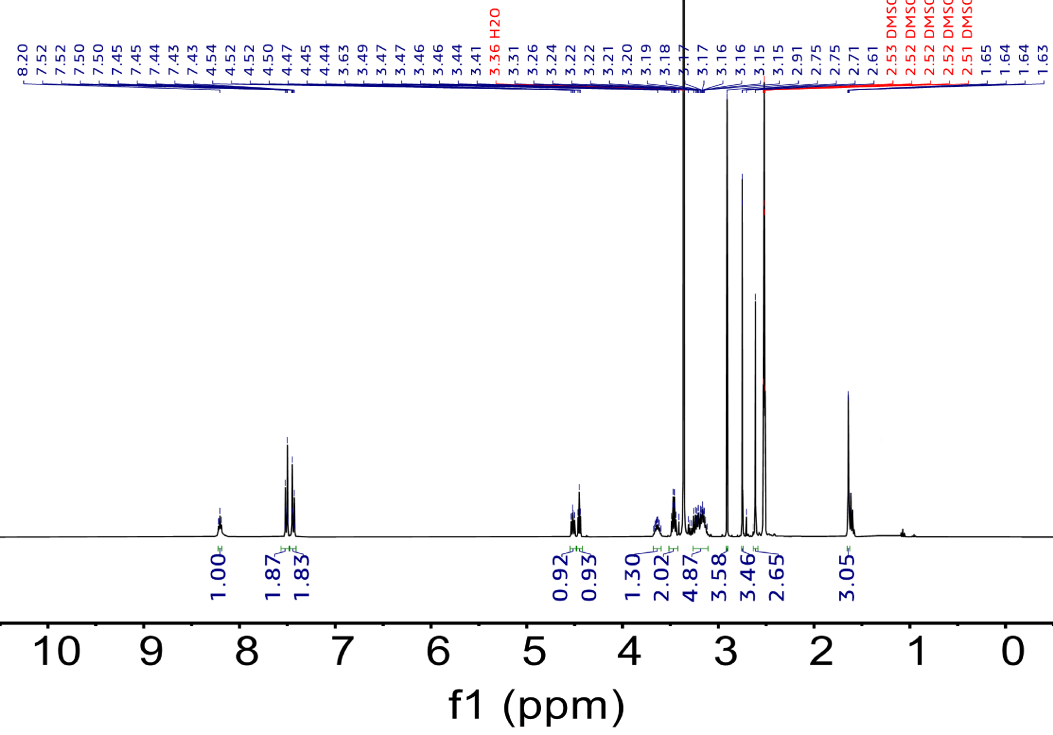 8.20 7.52 7.52 7.50 7.50 7.45 7.45 7.44 7.43 7.43 4.54 4.52 4.52 4.50 4.47 4.45 4.44 3.63 3.49 3.47 3.47 3.46 3.46 3.44 3.41 3.36 H2O 3.31 3.26 3.24 3.22 3.22 3.21 3.20 3.19 3.18 3.17 3.17 3.16 3.16 3.15 3.15 2.91 2.75 2.75 2.71 2.61 2.53 DMSO 2.52 DMSO 2.52 DMSO 2.52 DMSO 2.51 DMSO 1.65 1.64 1.64 1.63
1.00 1.87 1.83 0.92 0.93 1.30 2.02 4.87 3.58 3.46 2.65 3.05
10 9 8 7 6 5 4 3 2 1 0
f1 (ppm)